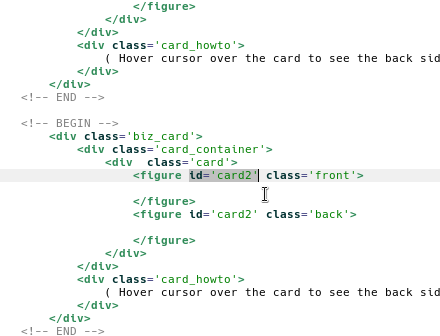 </figure>
</div>
</div>
<div class='card_howto'>
( Hover cursor over the card to see the back sid
</div>
</div>
<!-- END -->
<!-- BEGIN -->
<div class='biz_card'>
<div class='card_container'>
<div  class='card'>
<figure id='card2' class='front'>
</figure>
<figure id='card2' class='back'>
</figure>
</div>
</div>
<div class='card_howto'>
( Hover cursor over the card to see the back sid
</div>
</div>
<!-- END -->